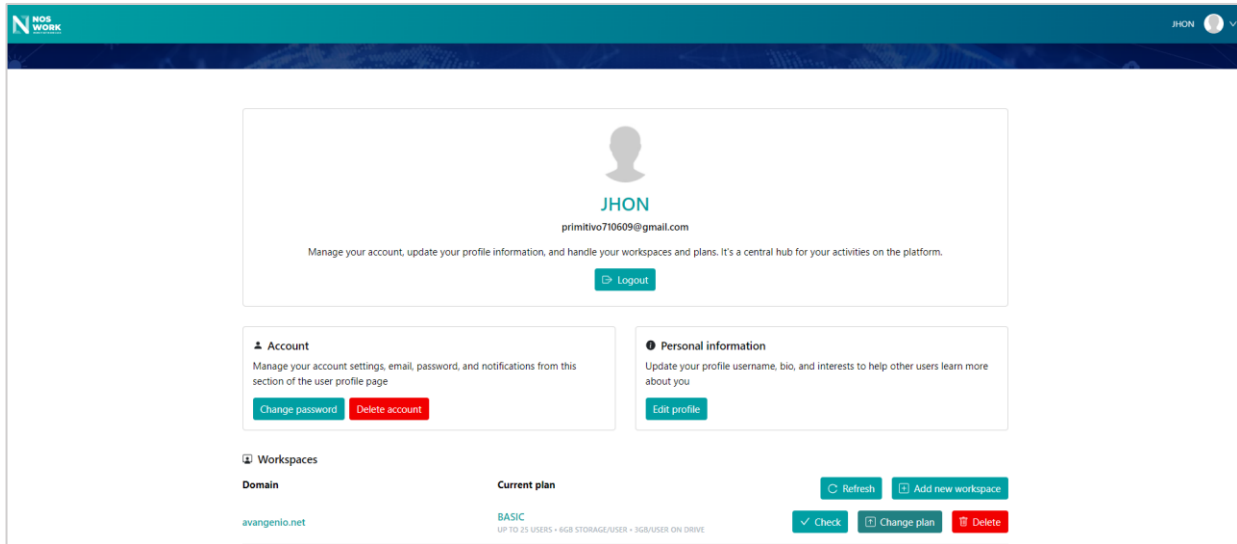 NOS
WORK
JHON
JHON
primitivo710609@gmail.com
Manage your account, update your profile information, and handle your workspaces and plans. It's a central hub for your activities on the platform.
Logout
Account
Manage your account settings, email, password, and notifications from this
section of the user profile page
Change password Delete account
Personal information
Update your profile username, bio, and interests to help other users learn more
about you
Edit profile
Workspaces
Domain Current plan Refresh Add new workspace
avangenio.net BASIC Check Change plan Delete
UP TO 25 USERS • 6GB STORAGE/USER • 3GB/USER ON DRIVE